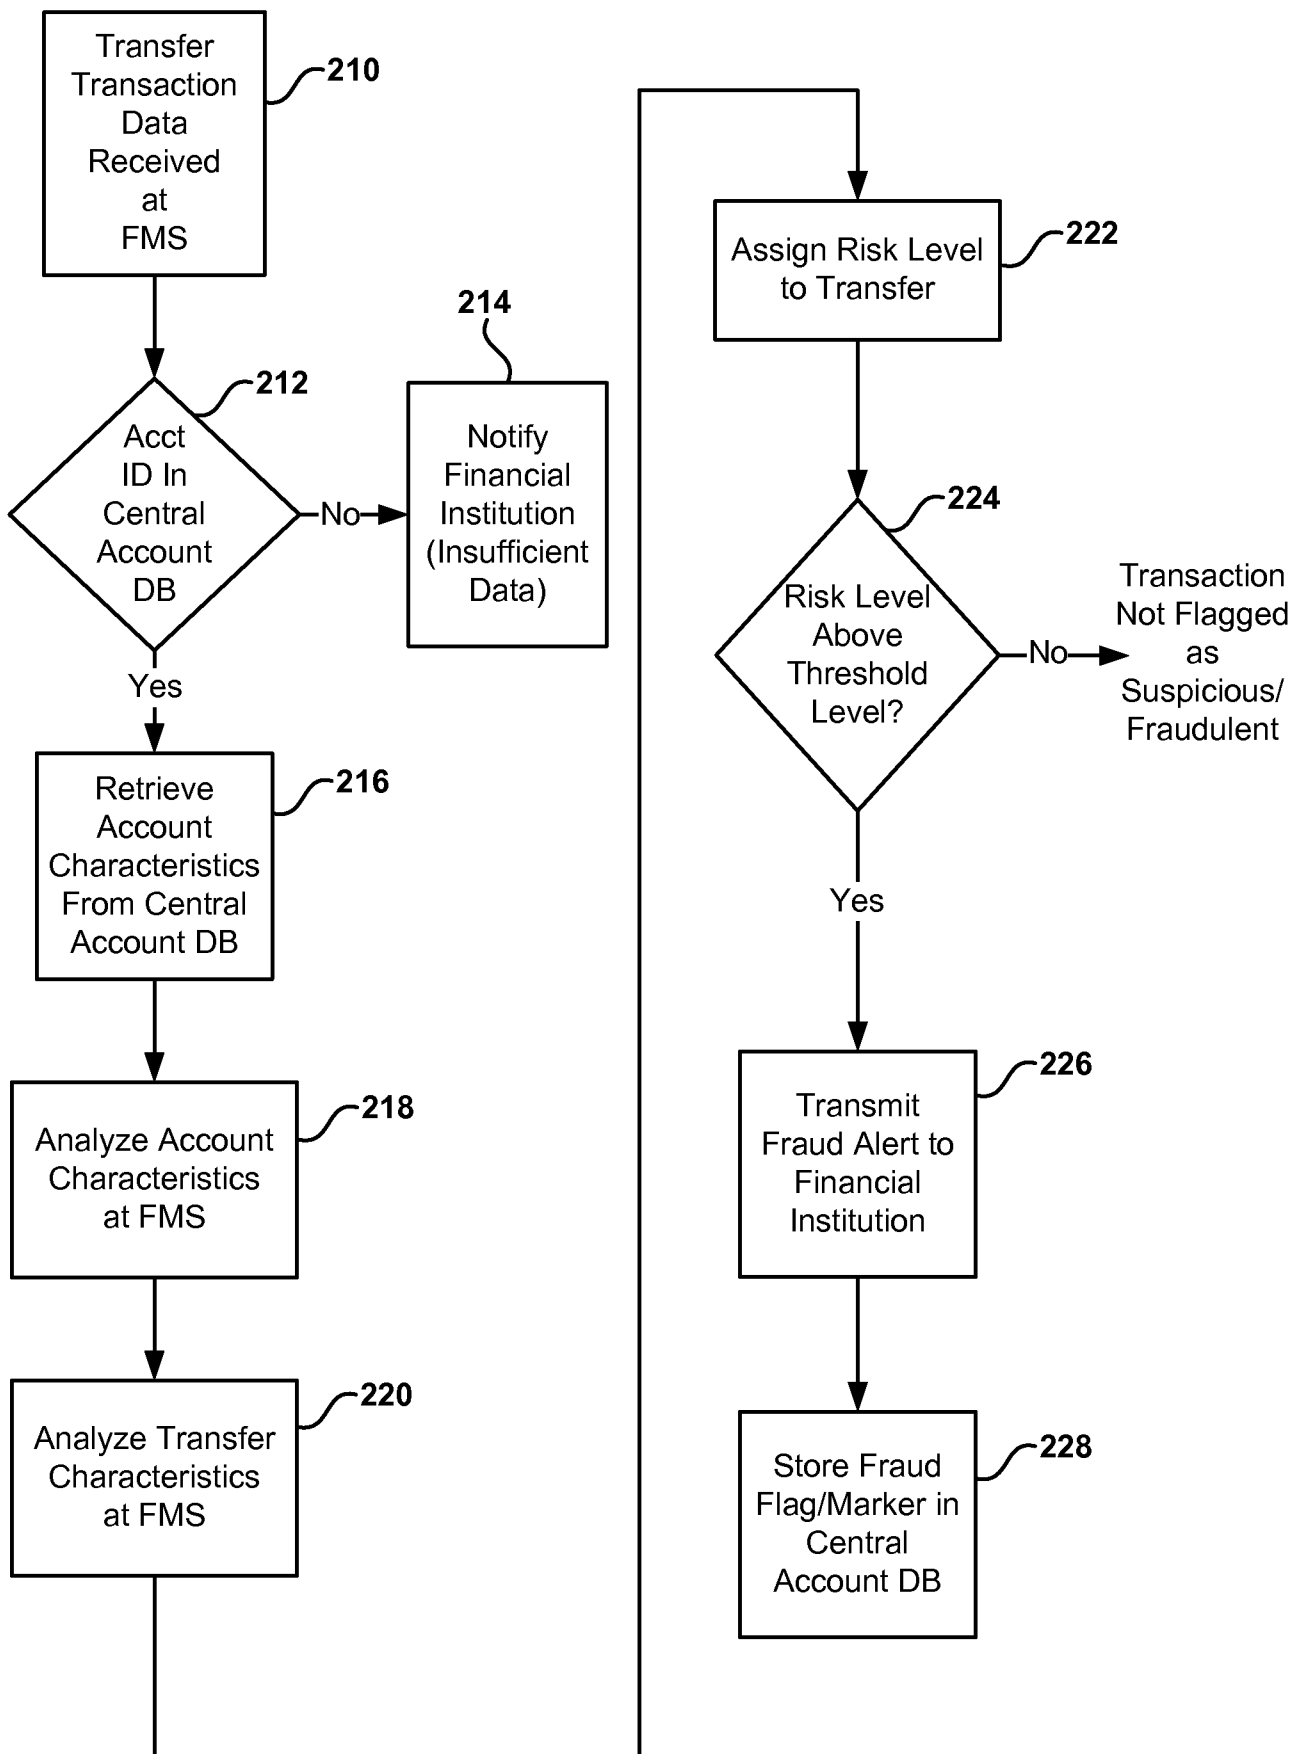 Transfer
Transaction
Data
Received
at
FMS
210
212
Acct
ID In
Central
Account
DB
No
214
Notify
Financial
Institution
(Insufficient
Data)
Yes
Retrieve
Account
Characteristics
From Central
Account DB
216
Analyze Account
Characteristics
at FMS
218
Analyze Transfer
Characteristics
at FMS
220
Assign Risk Level
to Transfer
222
224
Risk Level
Above
Threshold
Level?
No
Transaction
Not Flagged
as
Suspicious/
Fraudulent
Yes
Transmit
Fraud Alert to
Financial
Institution
226
Store Fraud
Flag/Marker in
Central
Account DB
228